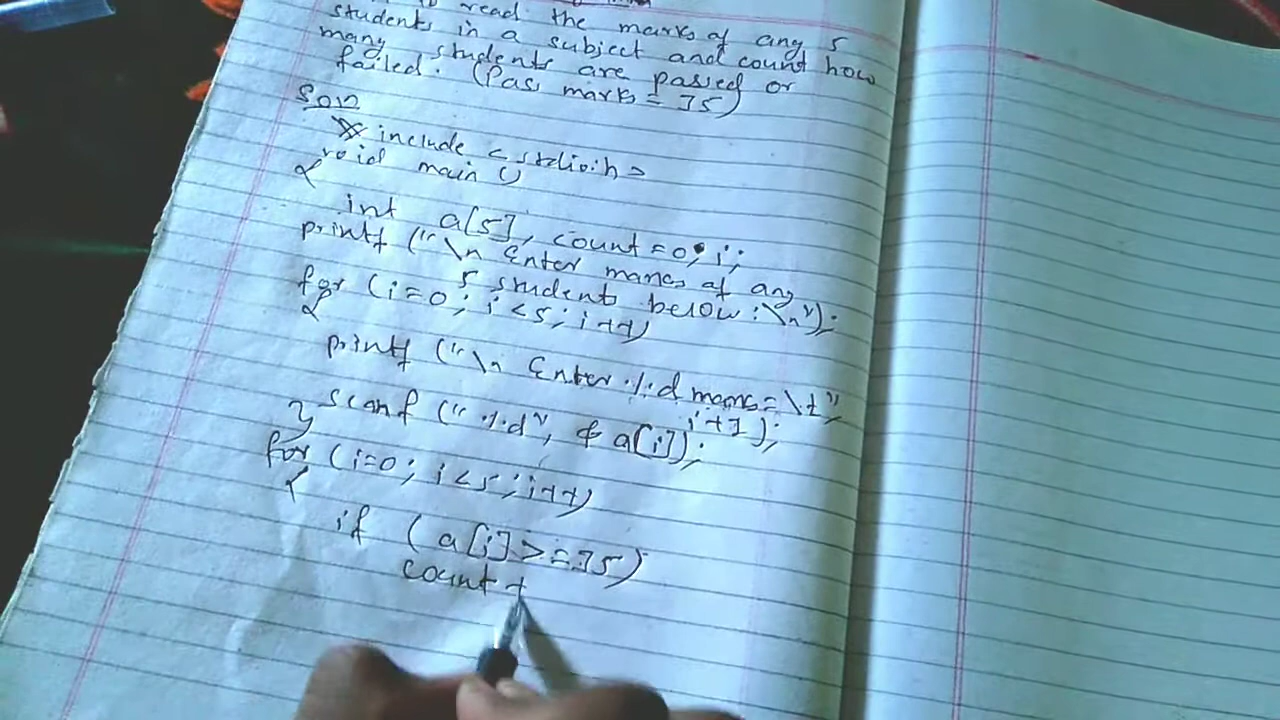 read the marks of any 5
students in a subject and count how
many students are passed or
failed. (Pass marks = 35)
Soln
include <stdio.h>
void main ()
{
int a[5], count=0, i;
printf ("\n Enter marks of any
5 students below:\n");
for (i=0; i<5; i++)
{
printf ("\n Enter %d marks=\t",
i+1);
scanf ("%d", &a[i]);
}
for (i=0; i<5; i++)
{
if (a[i]>=35)
count+